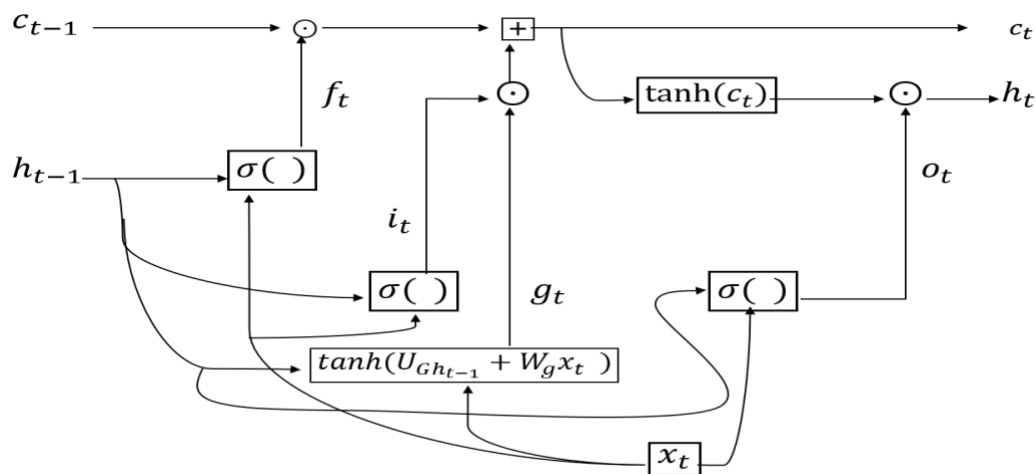 c_{t−1} ⊙ + c_t
f_t ⊙ tanh(c_t) ⊙ h_t
h_{t−1} σ( ) o_t
i_t
σ( ) g_t σ( )
tanh(U_{Gh_{t−1}} + W_g x_t )
x_t